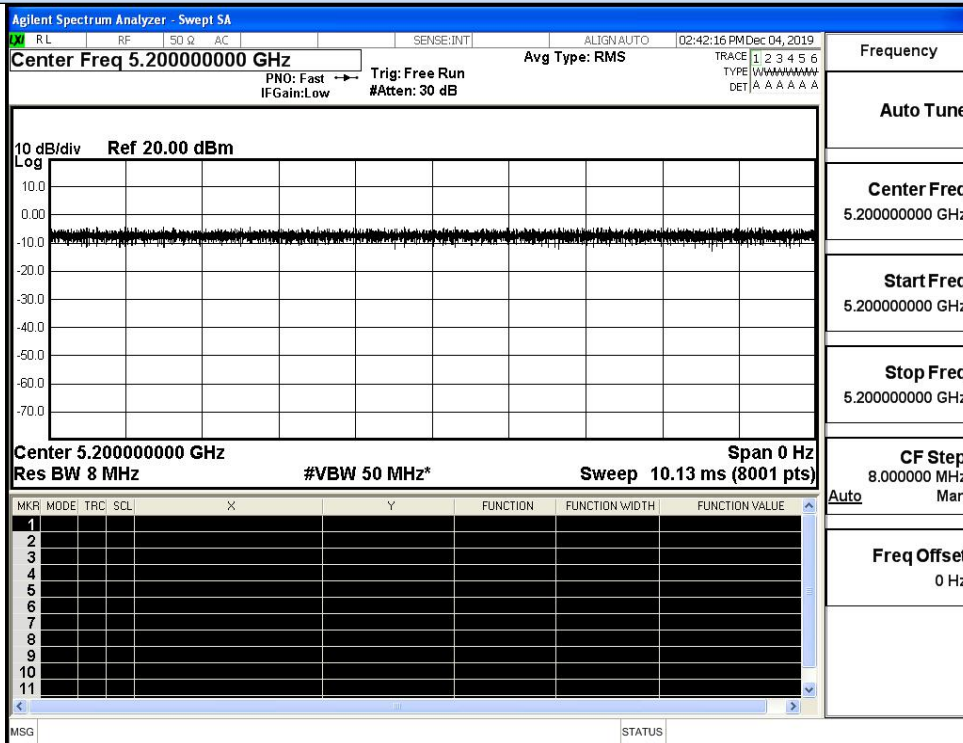 Agilent Spectrum Analyzer - Swept SA
LXI RL RF 50 Ω AC SENSE:INT ALIGN AUTO 02:42:16 PM Dec 04, 2019
Center Freq 5.200000000 GHz
PNO: Fast
IFGain:Low
Trig: Free Run
#Atten: 30 dB
Avg Type: RMS
TRACE 1 2 3 4 5 6
TYPE WWWWWW
DET A A A A A A
10 dB/div Ref 20.00 dBm
Log
10.0
0.00
-10.0
-20.0
-30.0
-40.0
-50.0
-60.0
-70.0
Center 5.200000000 GHz Span 0 Hz
Res BW 8 MHz #VBW 50 MHz* Sweep 10.13 ms (8001 pts)
MKR MODE TRC SCL X Y FUNCTION FUNCTION WIDTH FUNCTION VALUE
1
2
3
4
5
6
7
8
9
10
11
MSG STATUS
Frequency
Auto Tune
Center Freq
5.200000000 GHz
Start Freq
5.200000000 GHz
Stop Freq
5.200000000 GHz
CF Step
8.000000 MHz
Auto Man
Freq Offset
0 Hz